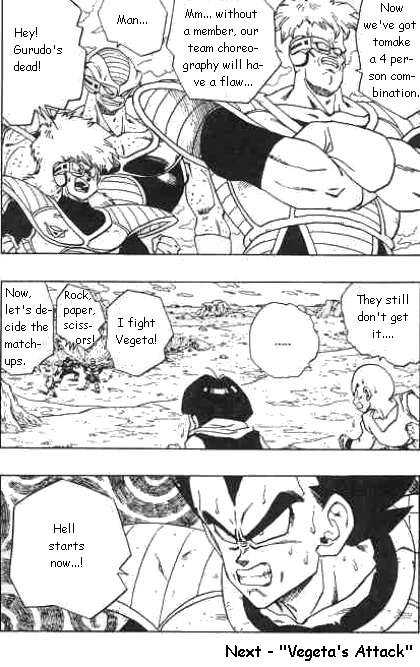 Hey!
Gurudo's
dead!
Man...
Mm... without
a member, our
team choreo-
graphy will ha-
ve a flaw...
Now
we've got
tomake
a 4 per-
son com-
bination.
Now,
let's de-
cide the
match-
ups.
Rock,
paper,
sciss-
ors!
I fight
Vegeta!
......
They still
don't get
it....
Hell
starts
now...!
Next - "Vegeta's Attack"